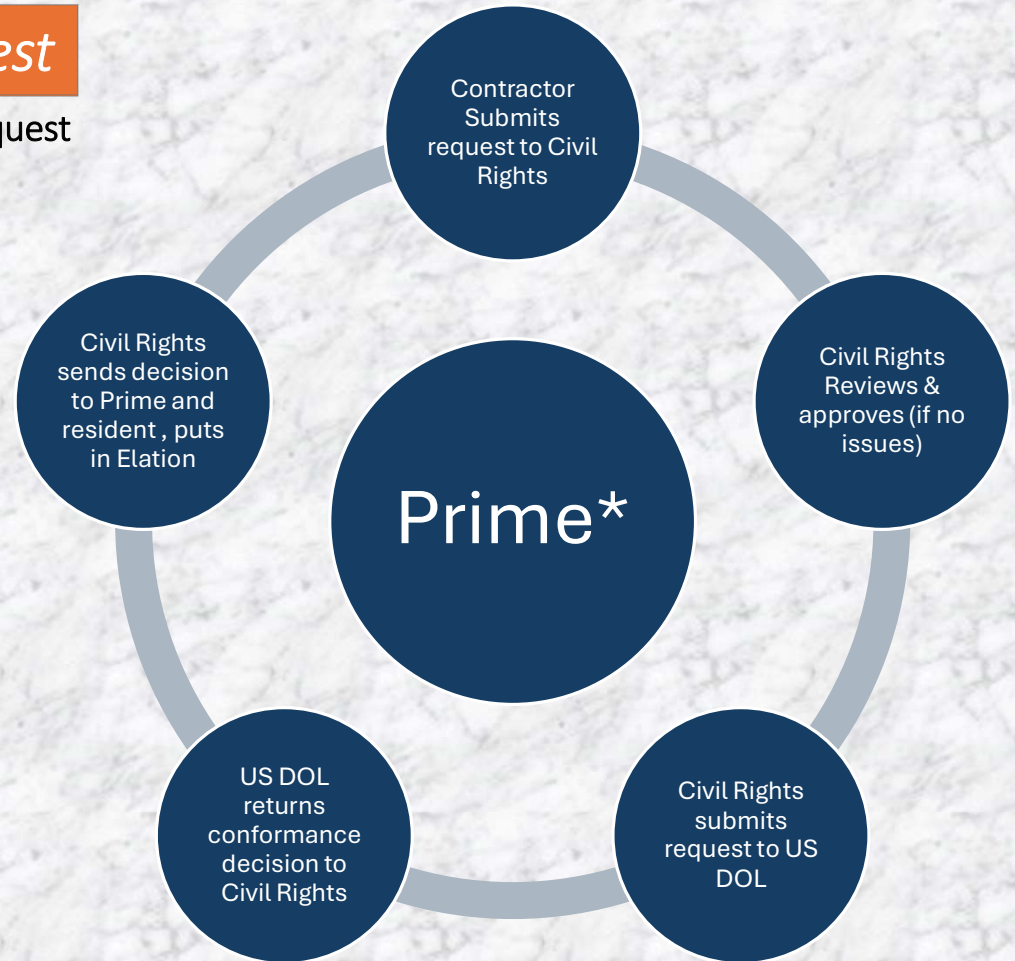 est
quest
Contractor
Submits
request to Civil
Rights
Civil Rights
Reviews &
approves (if no
issues)
Civil Rights
submits
request to US
DOL
US DOL
returns
conformance
decision to
Civil Rights
Civil Rights
sends decision
to Prime and
resident , puts
in Elation
Prime*